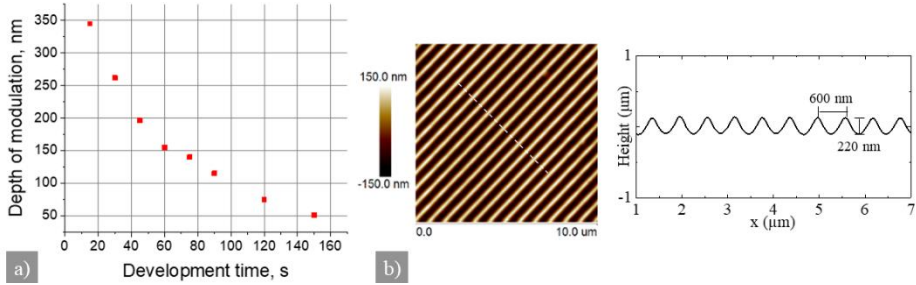 Depth of modulation, nm
350
300
250
200
150
100
50
0 20 40 60 80 100 120 140 160
Development time, s
a)
150.0 nm
-150.0 nm
0.0 10.0 um
b)
Height (µm)
1
0
-1
600 nm
220 nm
1 2 3 4 5 6 7
x (µm)